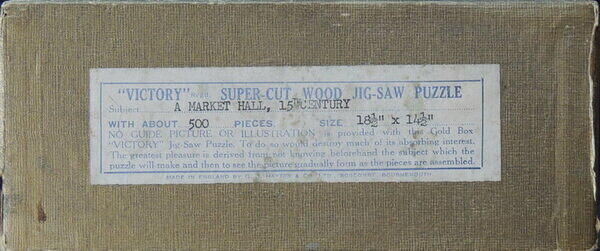 "VICTORY" Regd. SUPER-CUT WOOD JIG-SAW PUZZLE
Subject A MARKET HALL, 15th CENTURY
WITH ABOUT 500 PIECES. SIZE 18½" x 14½"
NO GUIDE PICTURE OR ILLUSTRATION is provided with this Gold Box
"VICTORY" Jig-Saw Puzzle. To do so would destroy much of its absorbing interest.
The greatest pleasure is derived from not knowing beforehand the subject which the
puzzle will make and then to see the picture gradually form as the pieces are assembled.
MADE IN ENGLAND BY G. J. HAYTER & CO. LTD., BOSCOMBE, BOURNEMOUTH